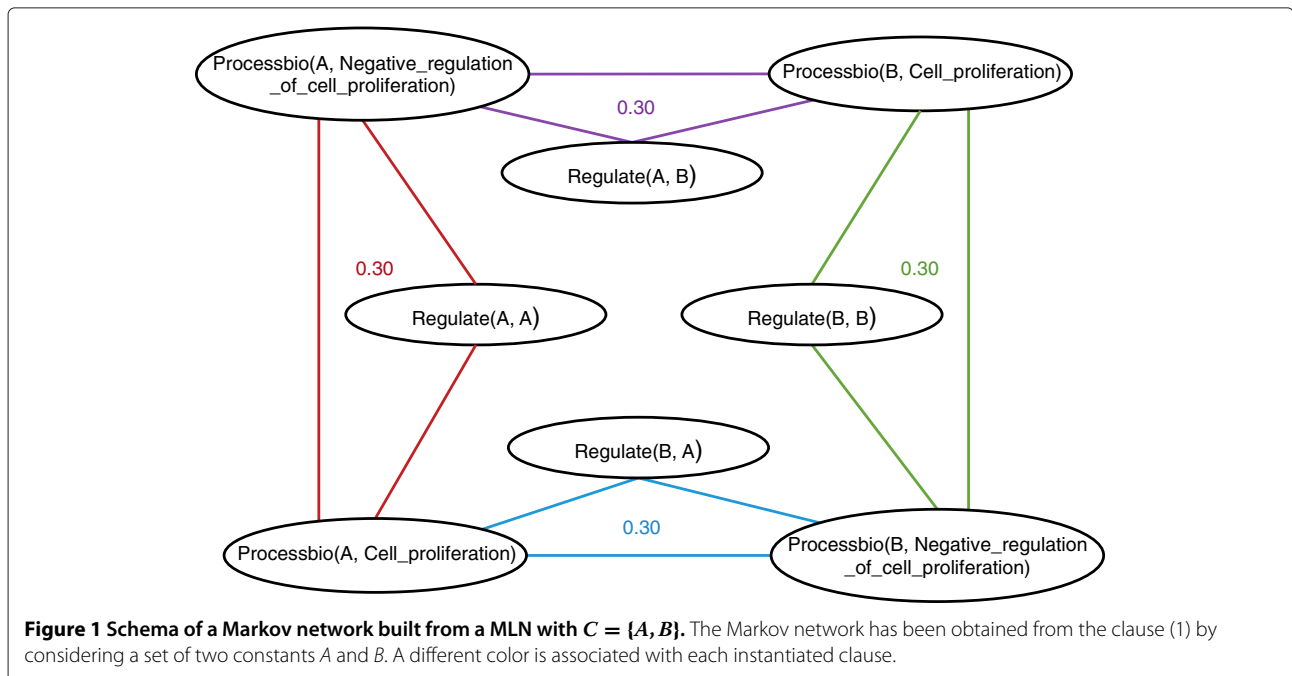 Processbio(A, Negative_regulation
_of_cell_proliferation)
Processbio(B, Cell_proliferation)
0.30
Regulate(A, B)
0.30
0.30
Regulate(A, A)
Regulate(B, B)
Regulate(B, A)
0.30
Processbio(A, Cell_proliferation)
Processbio(B, Negative_regulation
_of_cell_proliferation)
Figure 1 Schema of a Markov network built from a MLN with C = {A, B}. The Markov network has been obtained from the clause (1) by
considering a set of two constants A and B. A different color is associated with each instantiated clause.